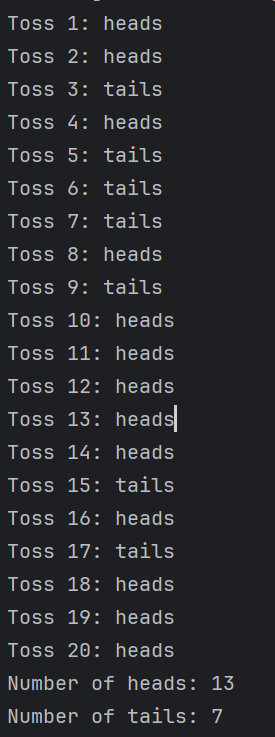 Toss 1: heads
Toss 2: heads
Toss 3: tails
Toss 4: heads
Toss 5: tails
Toss 6: tails
Toss 7: tails
Toss 8: heads
Toss 9: tails
Toss 10: heads
Toss 11: heads
Toss 12: heads
Toss 13: heads
Toss 14: heads
Toss 15: tails
Toss 16: heads
Toss 17: tails
Toss 18: heads
Toss 19: heads
Toss 20: heads
Number of heads: 13
Number of tails: 7